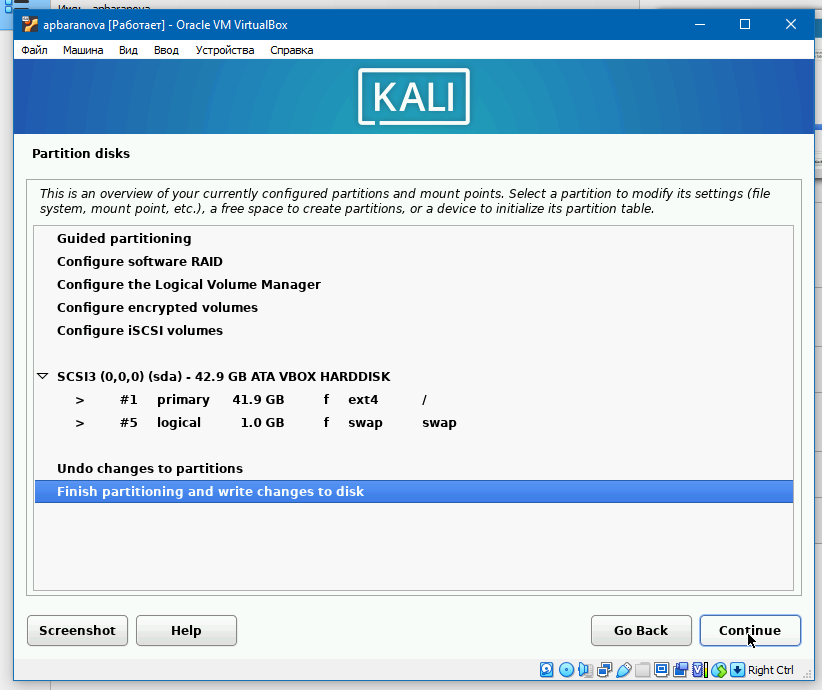 Имя: apbaranova
apbaranova [Работает] - Oracle VM VirtualBox
Файл Машина Вид Ввод Устройства Справка
KALI
Partition disks
This is an overview of your currently configured partitions and mount points. Select a partition to modify its settings (file
system, mount point, etc.), a free space to create partitions, or a device to initialize its partition table.
Guided partitioning
Configure software RAID
Configure the Logical Volume Manager
Configure encrypted volumes
Configure iSCSI volumes
SCSI3 (0,0,0) (sda) - 42.9 GB ATA VBOX HARDDISK
> #1 primary 41.9 GB f ext4 /
> #5 logical 1.0 GB f swap swap
Undo changes to partitions
Finish partitioning and write changes to disk
Screenshot Help Go Back Continue
Right Ctrl